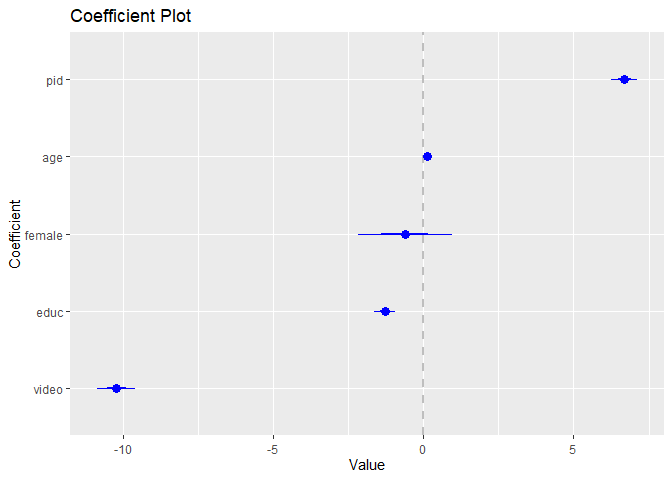 Coefficient Plot
pid
age
female
educ
video
Coefficient
-10
-5
0
5
Value